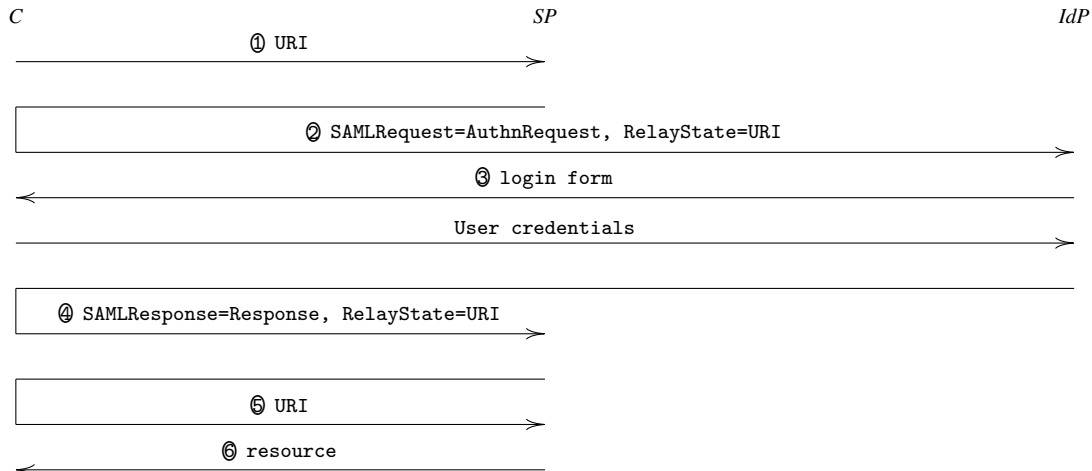 C SP IdP
① URI
② SAMLRequest=AuthnRequest, RelayState=URI
③ login form
User credentials
④ SAMLResponse=Response, RelayState=URI
⑤ URI
⑥ resource